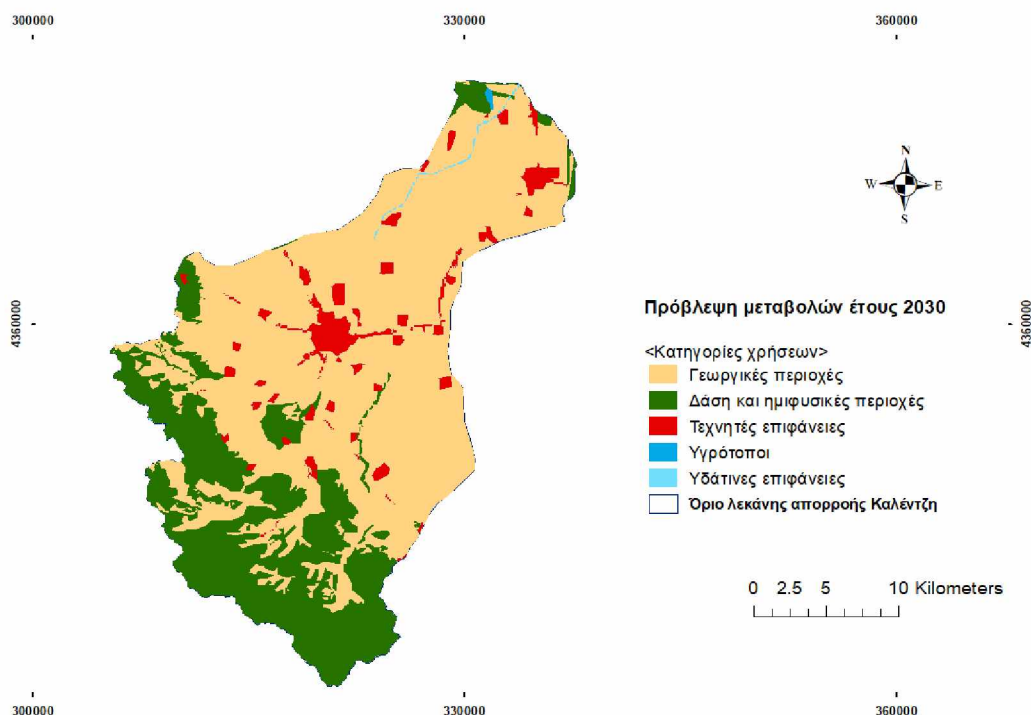 300000
330000
360000
N
W
E
S
4360000
4360000
Πρόβλεψη μεταβολών έτους 2030
<Κατηγορίες χρήσεων>
Γεωργικές περιοχές
Δάση και ημιφυσικές περιοχές
Τεχνητές επιφάνειες
Υγρότοποι
Υδάτινες επιφάνειες
Όριο λεκάνης απορροής Καλέντζη
0 2.5 5 10 Kilometers
300000
330000
360000